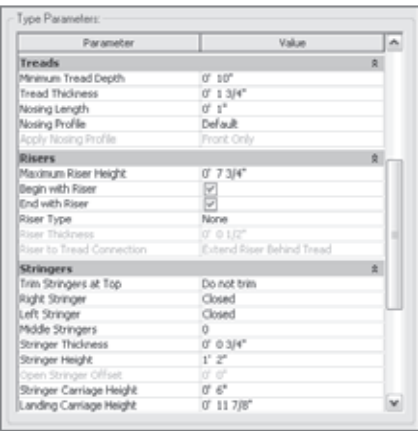 Type Parameters:
Parameter Value
Treads
Minimum Tread Depth 0' 10"
Tread Thickness 0' 1 3/4"
Nosing Length 0' 1"
Nosing Profile Default
Apply Nosing Profile Front Only
Risers
Maximum Riser Height 0' 7 3/4"
Begin with Riser
End with Riser
Riser Type None
Riser Thickness 0' 0 1/2"
Riser to Tread Connection Extend Riser Behind Tread
Stringers
Trim Stringers at Top Do not trim
Right Stringer Closed
Left Stringer Closed
Middle Stringers 0
Stringer Thickness 0' 0 3/4"
Stringer Height 1' 2"
Open Stringer Offset 0' 0"
Stringer Carriage Height 0' 6"
Landing Carriage Height 0' 11 7/8"